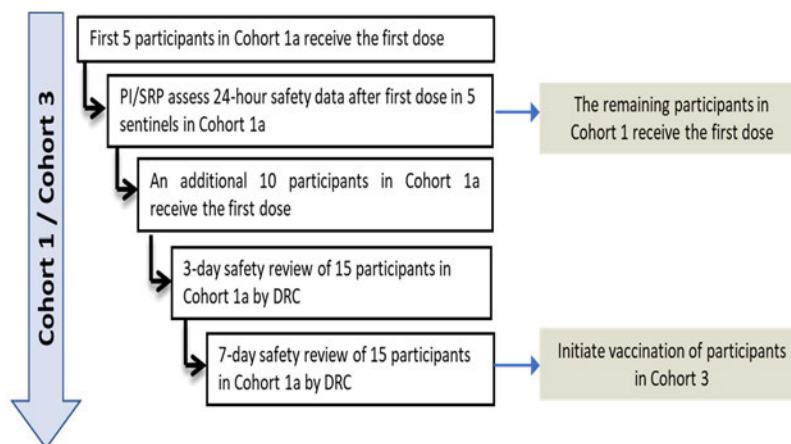 Cohort 1 / Cohort 3
First 5 participants in Cohort 1a receive the first dose
PI/SRP assess 24-hour safety data after first dose in 5
sentinels in Cohort 1a
The remaining participants in
Cohort 1 receive the first dose
An additional 10 participants in Cohort 1a
receive the first dose
3-day safety review of 15 participants in
Cohort 1a by DRC
7-day safety review of 15 participants
in Cohort 1a by DRC
Initiate vaccination of participants
in Cohort 3